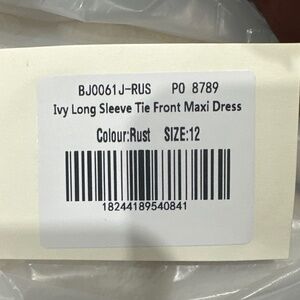 BJ0061J-RUS PO 8789
Ivy Long Sleeve Tie Front Maxi Dress
Colour:Rust SIZE:12
18244189540841